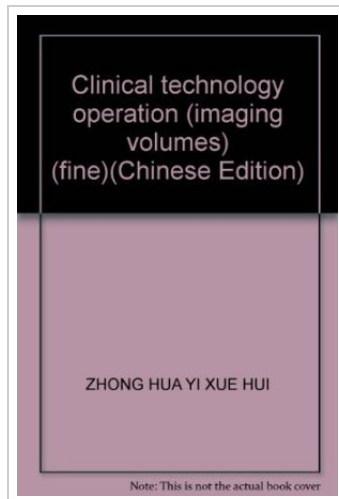 Clinical technology
operation (imaging
volumes)
(fine)(Chinese Edition)
ZHONG HUA YI XUE HUI
Note: This is not the actual book cover